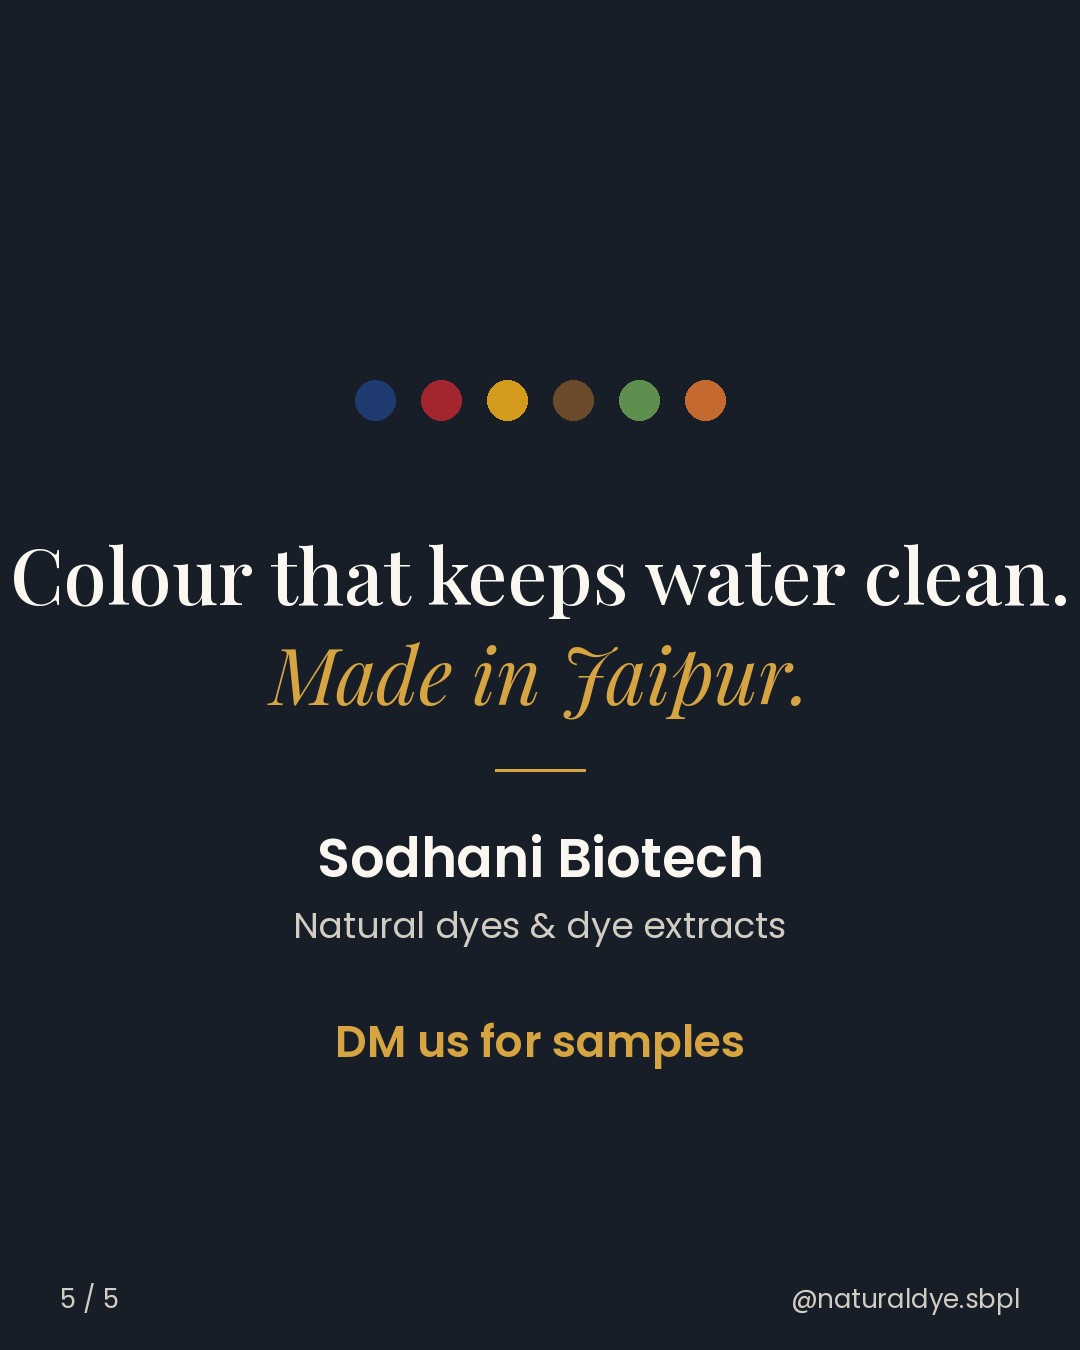 Colour that keeps water clean.
Made in Jaipur.
Sodhani Biotech
Natural dyes & dye extracts
DM us for samples
5 / 5
@naturaldye.sbpl